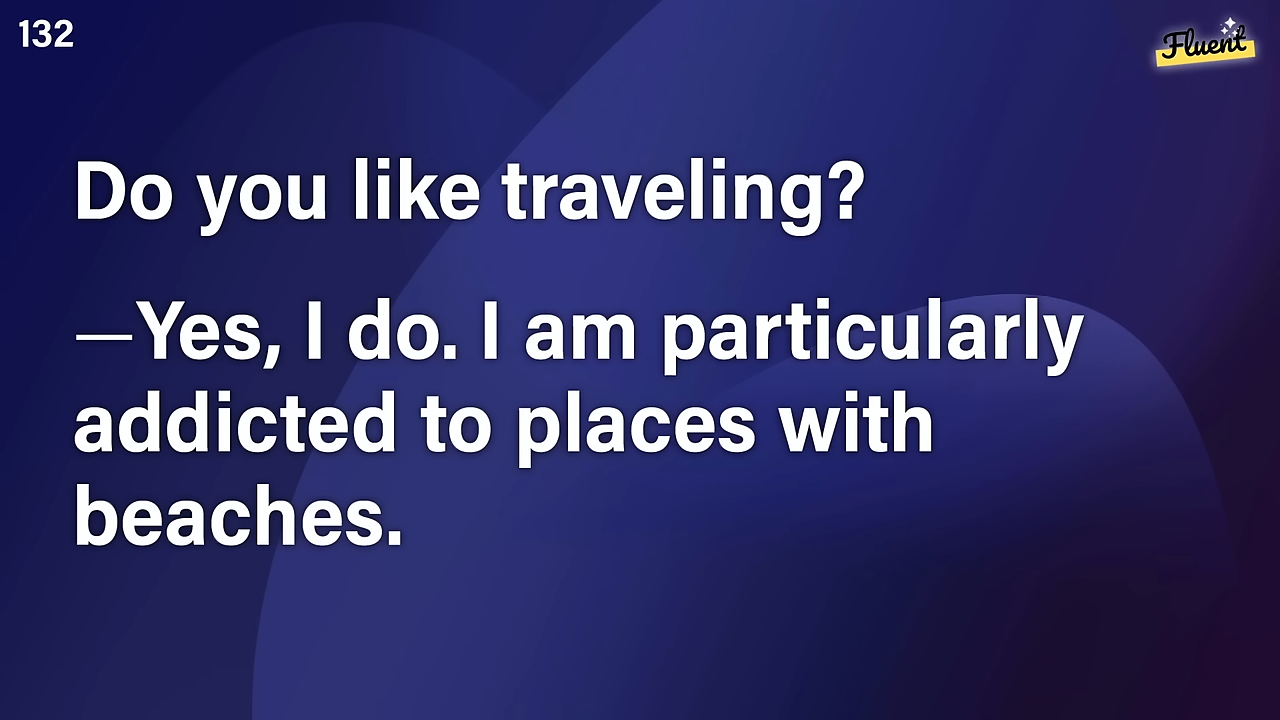 132
Fluent
Do you like traveling?
—Yes, I do. I am particularly
addicted to places with
beaches.